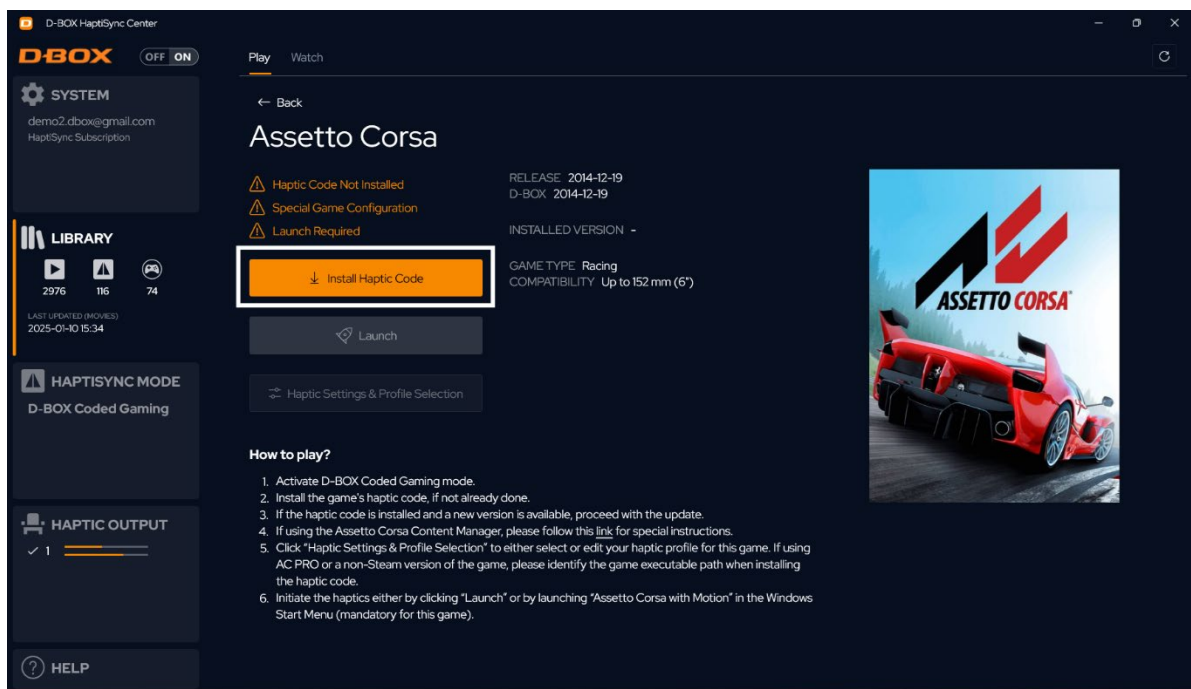 D-BOX HaptiSync Center
D-BOX
OFF ON
Play Watch
SYSTEM
demo2.dbox@gmail.com
HaptiSync Subscription
LIBRARY
2976 116 74
LAST UPDATED (MOVIES)
2025-01-10 15:34
HAPTISYNC MODE
D-BOX Coded Gaming
HAPTIC OUTPUT
1
HELP
← Back
Assetto Corsa
Haptic Code Not Installed
Special Game Configuration
Launch Required
RELEASE 2014-12-19
D-BOX 2014-12-19
INSTALLED VERSION -
GAME TYPE Racing
COMPATIBILITY Up to 152 mm (6")
Install Haptic Code
Launch
Haptic Settings & Profile Selection
ASSETTO CORSA
How to play?
1. Activate D-BOX Coded Gaming mode.
2. Install the game's haptic code, if not already done.
3. If the haptic code is installed and a new version is available, proceed with the update.
4. If using the Assetto Corsa Content Manager, please follow this link for special instructions.
5. Click "Haptic Settings & Profile Selection" to either select or edit your haptic profile for this game. If using
AC PRO or a non-Steam version of the game, please identify the game executable path when installing
the haptic code.
6. Initiate the haptics either by clicking "Launch" or by launching "Assetto Corsa with Motion" in the Windows
Start Menu (mandatory for this game).